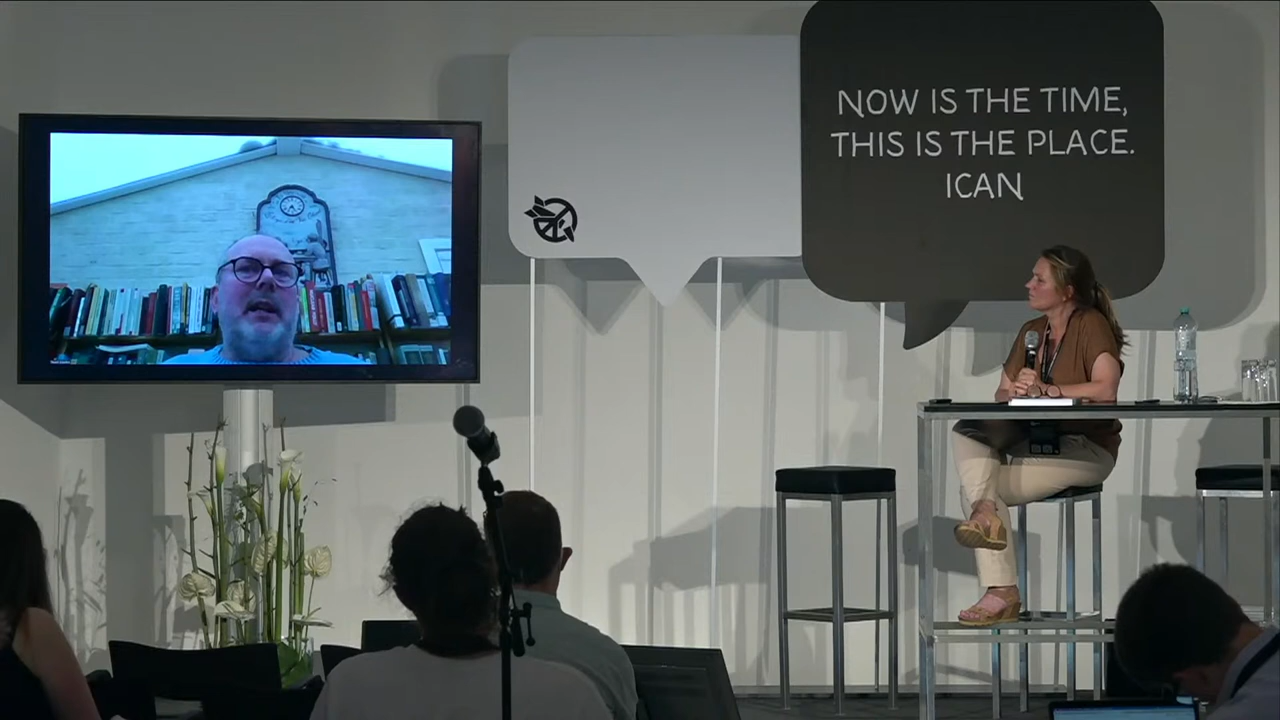 NOW IS THE TIME,
THIS IS THE PLACE.
ICAN